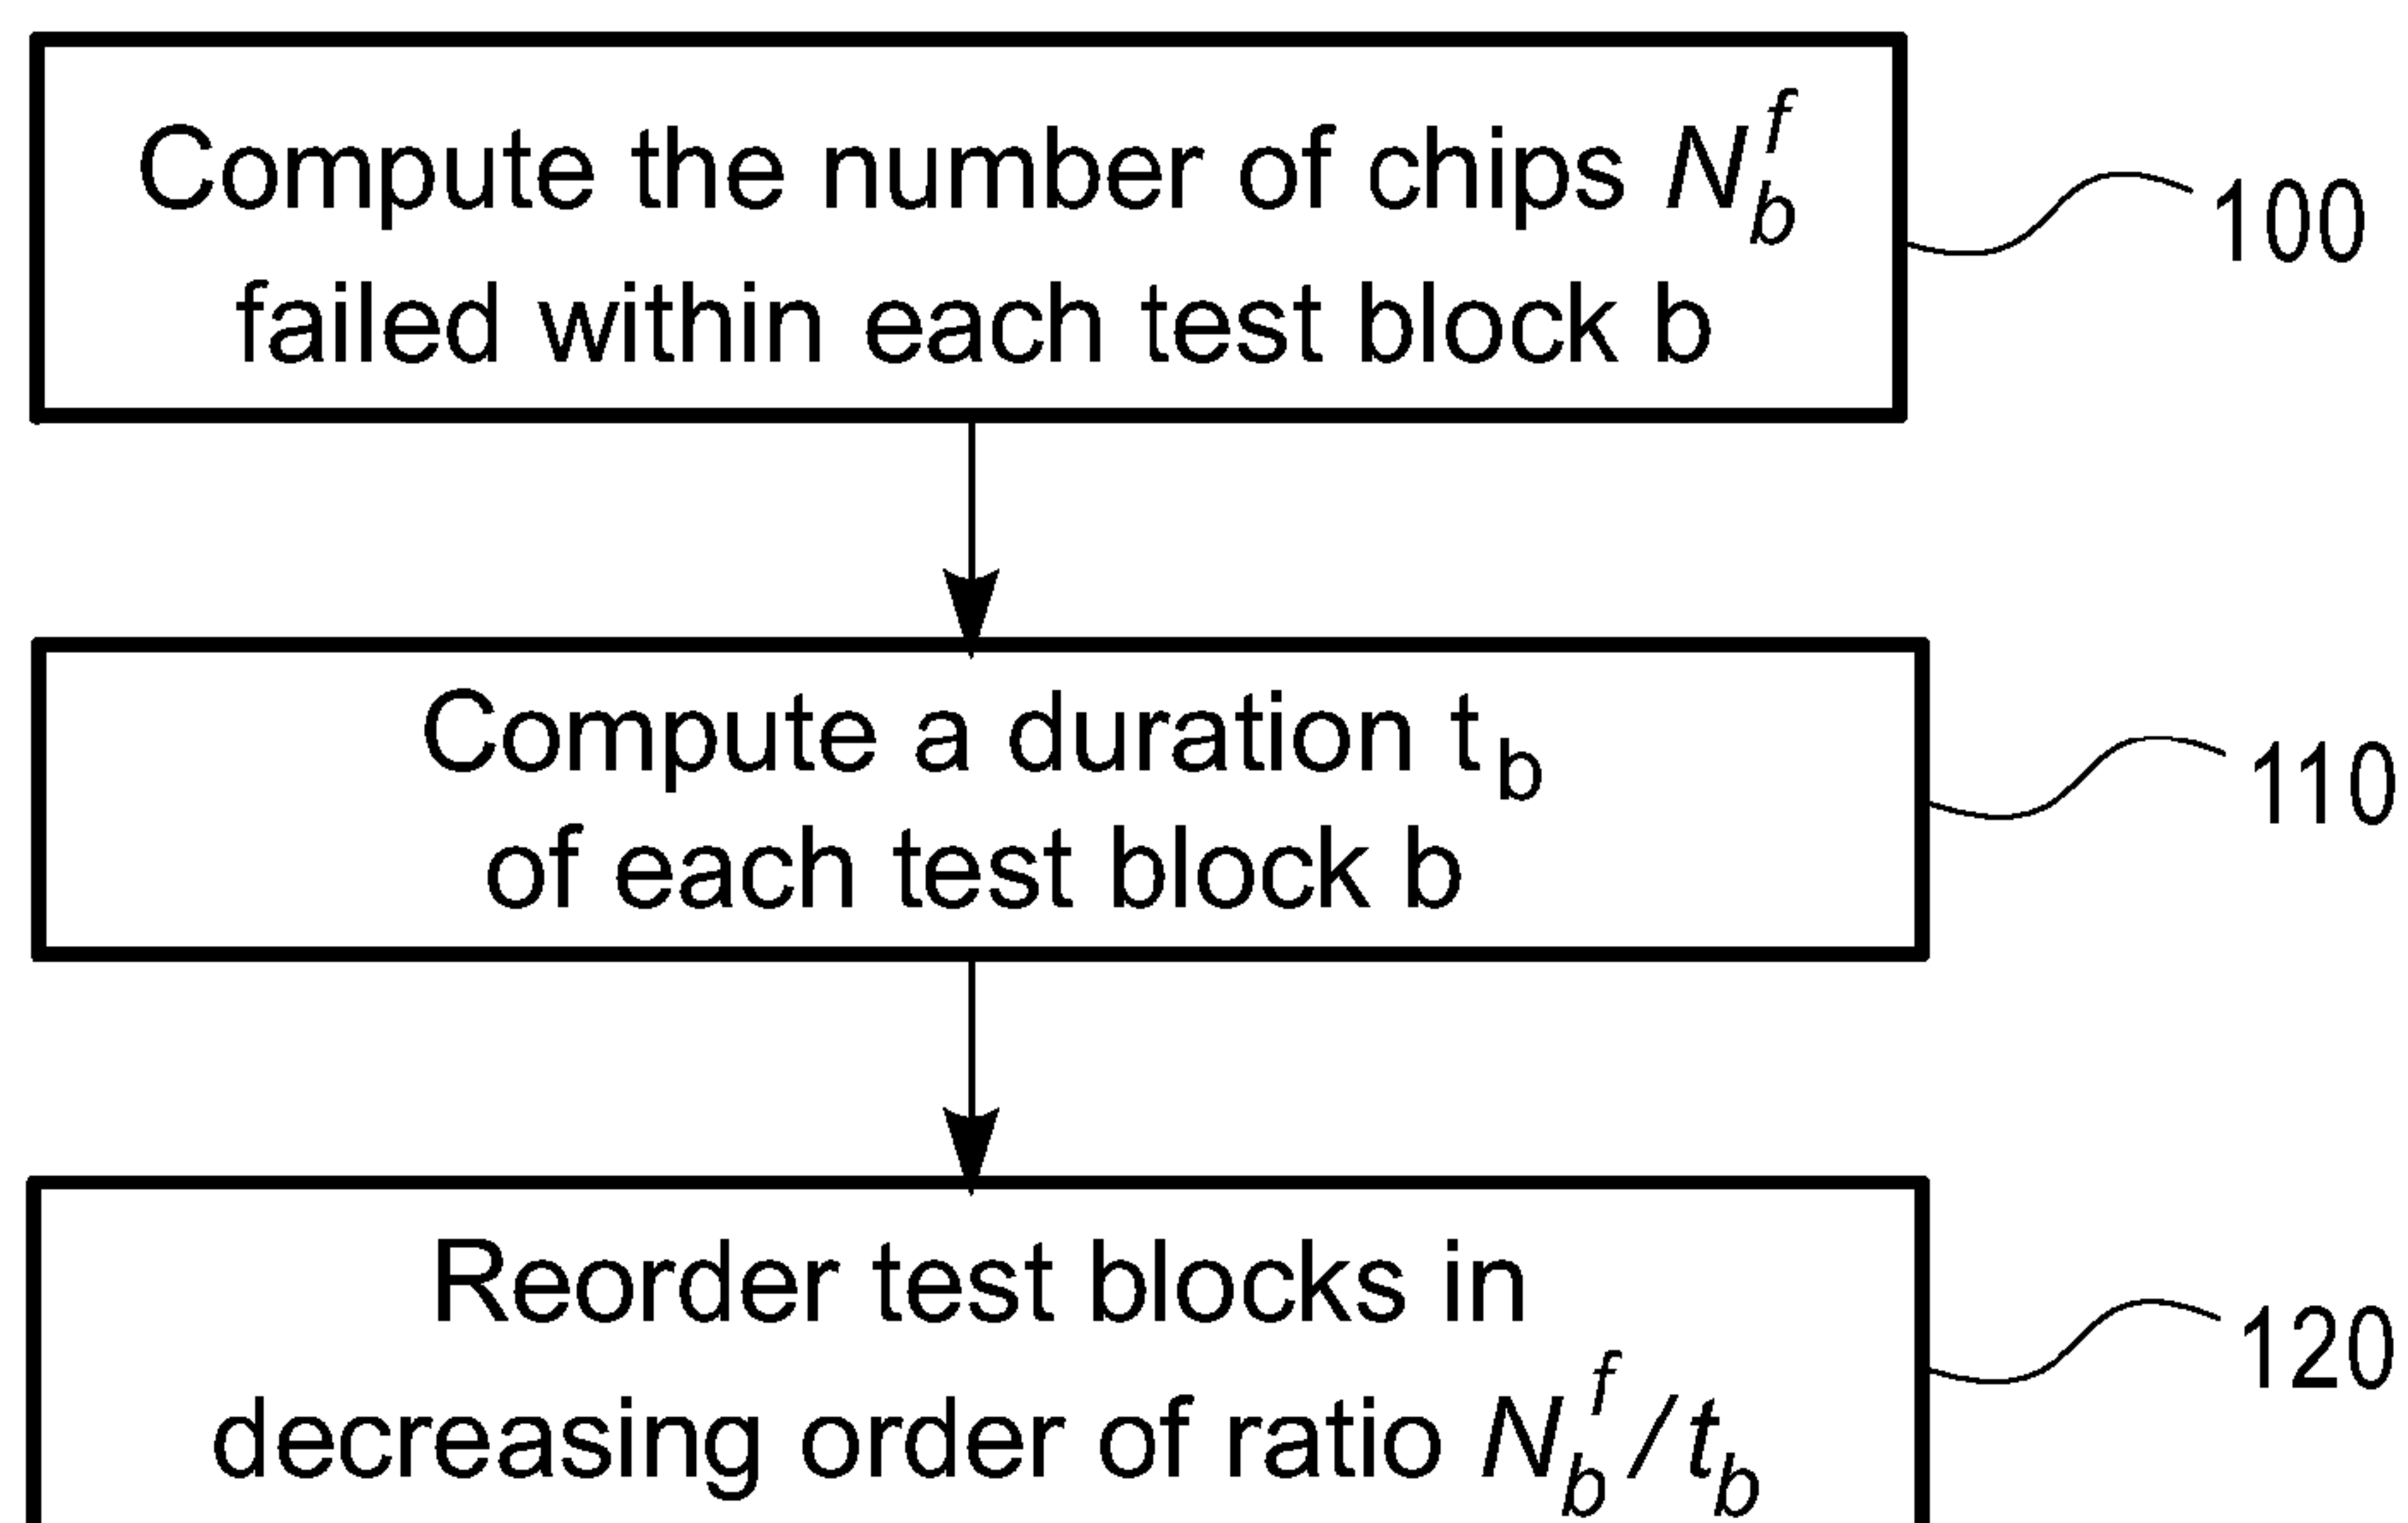 Compute the number of chips N_b^f
failed within each test block b
100
Compute a duration t_b
of each test block b
110
Reorder test blocks in
decreasing order of ratio N_b^f/t_b
120